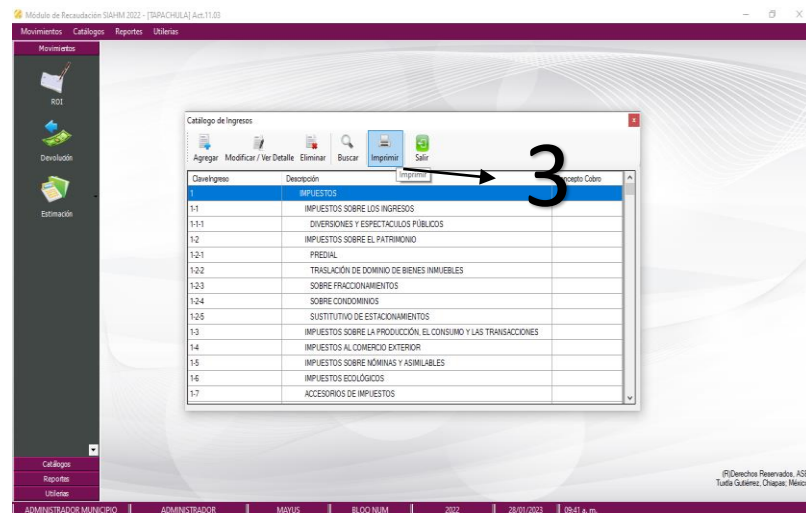 Módulo de Recaudación SIAHM 2022 - [TAPACHULA] Act.11.03
Movimientos Catálogos Reportes Utilerias
Movimientos
ROI
Devolución
Estimación
Catálogo de Ingresos
Agregar Modificar / Ver Detalle Eliminar Buscar Imprimir Salir
Imprimir
3
ClaveIngreso Descripción Concepto Cobro
1 IMPUESTOS
1-1 IMPUESTOS SOBRE LOS INGRESOS
1-1-1 DIVERSIONES Y ESPECTACULOS PÚBLICOS
1-2 IMPUESTOS SOBRE EL PATRIMONIO
1-2-1 PREDIAL
1-2-2 TRASLACIÓN DE DOMINIO DE BIENES INMUEBLES
1-2-3 SOBRE FRACCIONAMIENTOS
1-2-4 SOBRE CONDOMINIOS
1-2-5 SUSTITUTIVO DE ESTACIONAMIENTOS
1-3 IMPUESTOS SOBRE LA PRODUCCIÓN, EL CONSUMO Y LAS TRANSACCIONES
1-4 IMPUESTOS AL COMERCIO EXTERIOR
1-5 IMPUESTOS SOBRE NÓMINAS Y ASIMILABLES
1-6 IMPUESTOS ECOLÓGICOS
1-7 ACCESORIOS DE IMPUESTOS
Catálogos
Reportes
Utilerias
(R)Derechos Reservados, ASE
Tuxtla Gutiérrez, Chiapas; México
ADMINISTRADOR MUNICIPIO ADMINISTRADOR MAYUS BLOQ NUM 2022 28/01/2023 09:41 a. m.